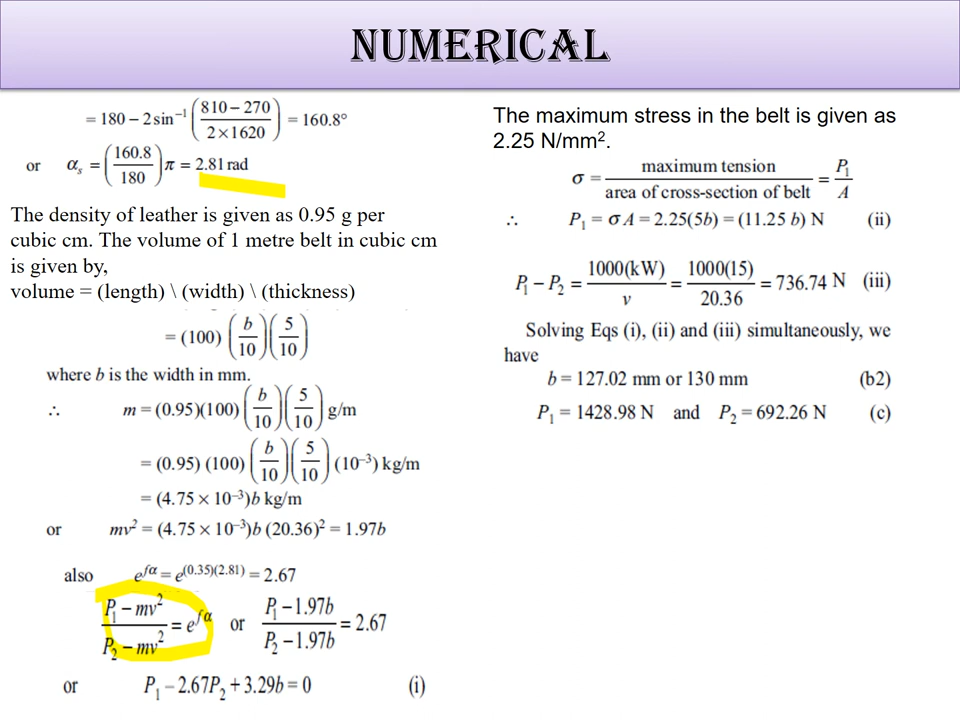 NUMERICAL
= 180 − 2 sin⁻¹ ((810 − 270)/(2 × 1620)) = 160.8°
or αₛ = (160.8/180) π = 2.81 rad
The density of leather is given as 0.95 g per
cubic cm. The volume of 1 metre belt in cubic cm
is given by,
volume = (length) \ (width) \ (thickness)
= (100) (b/10) (5/10)
where b is the width in mm.
∴ m = (0.95)(100) (b/10) (5/10) g/m
= (0.95) (100) (b/10) (5/10) (10⁻³) kg/m
= (4.75 × 10⁻³)b kg/m
or mv² = (4.75 × 10⁻³)b (20.36)² = 1.97b
also e^fα = e^(0.35)(2.81) = 2.67
(P₁ − mv²)/(P₂ − mv²) = e^fα or (P₁ − 1.97b)/(P₂ − 1.97b) = 2.67
or P₁ − 2.67P₂ + 3.29b = 0 (i)
The maximum stress in the belt is given as
2.25 N/mm².
σ = maximum tension/area of cross-section of belt = P₁/A
∴ P₁ = σ A = 2.25(5b) = (11.25 b) N (ii)
P₁ − P₂ = 1000(kW)/v = 1000(15)/20.36 = 736.74 N (iii)
Solving Eqs (i), (ii) and (iii) simultaneously, we
have
b = 127.02 mm or 130 mm (b2)
P₁ = 1428.98 N and P₂ = 692.26 N (c)